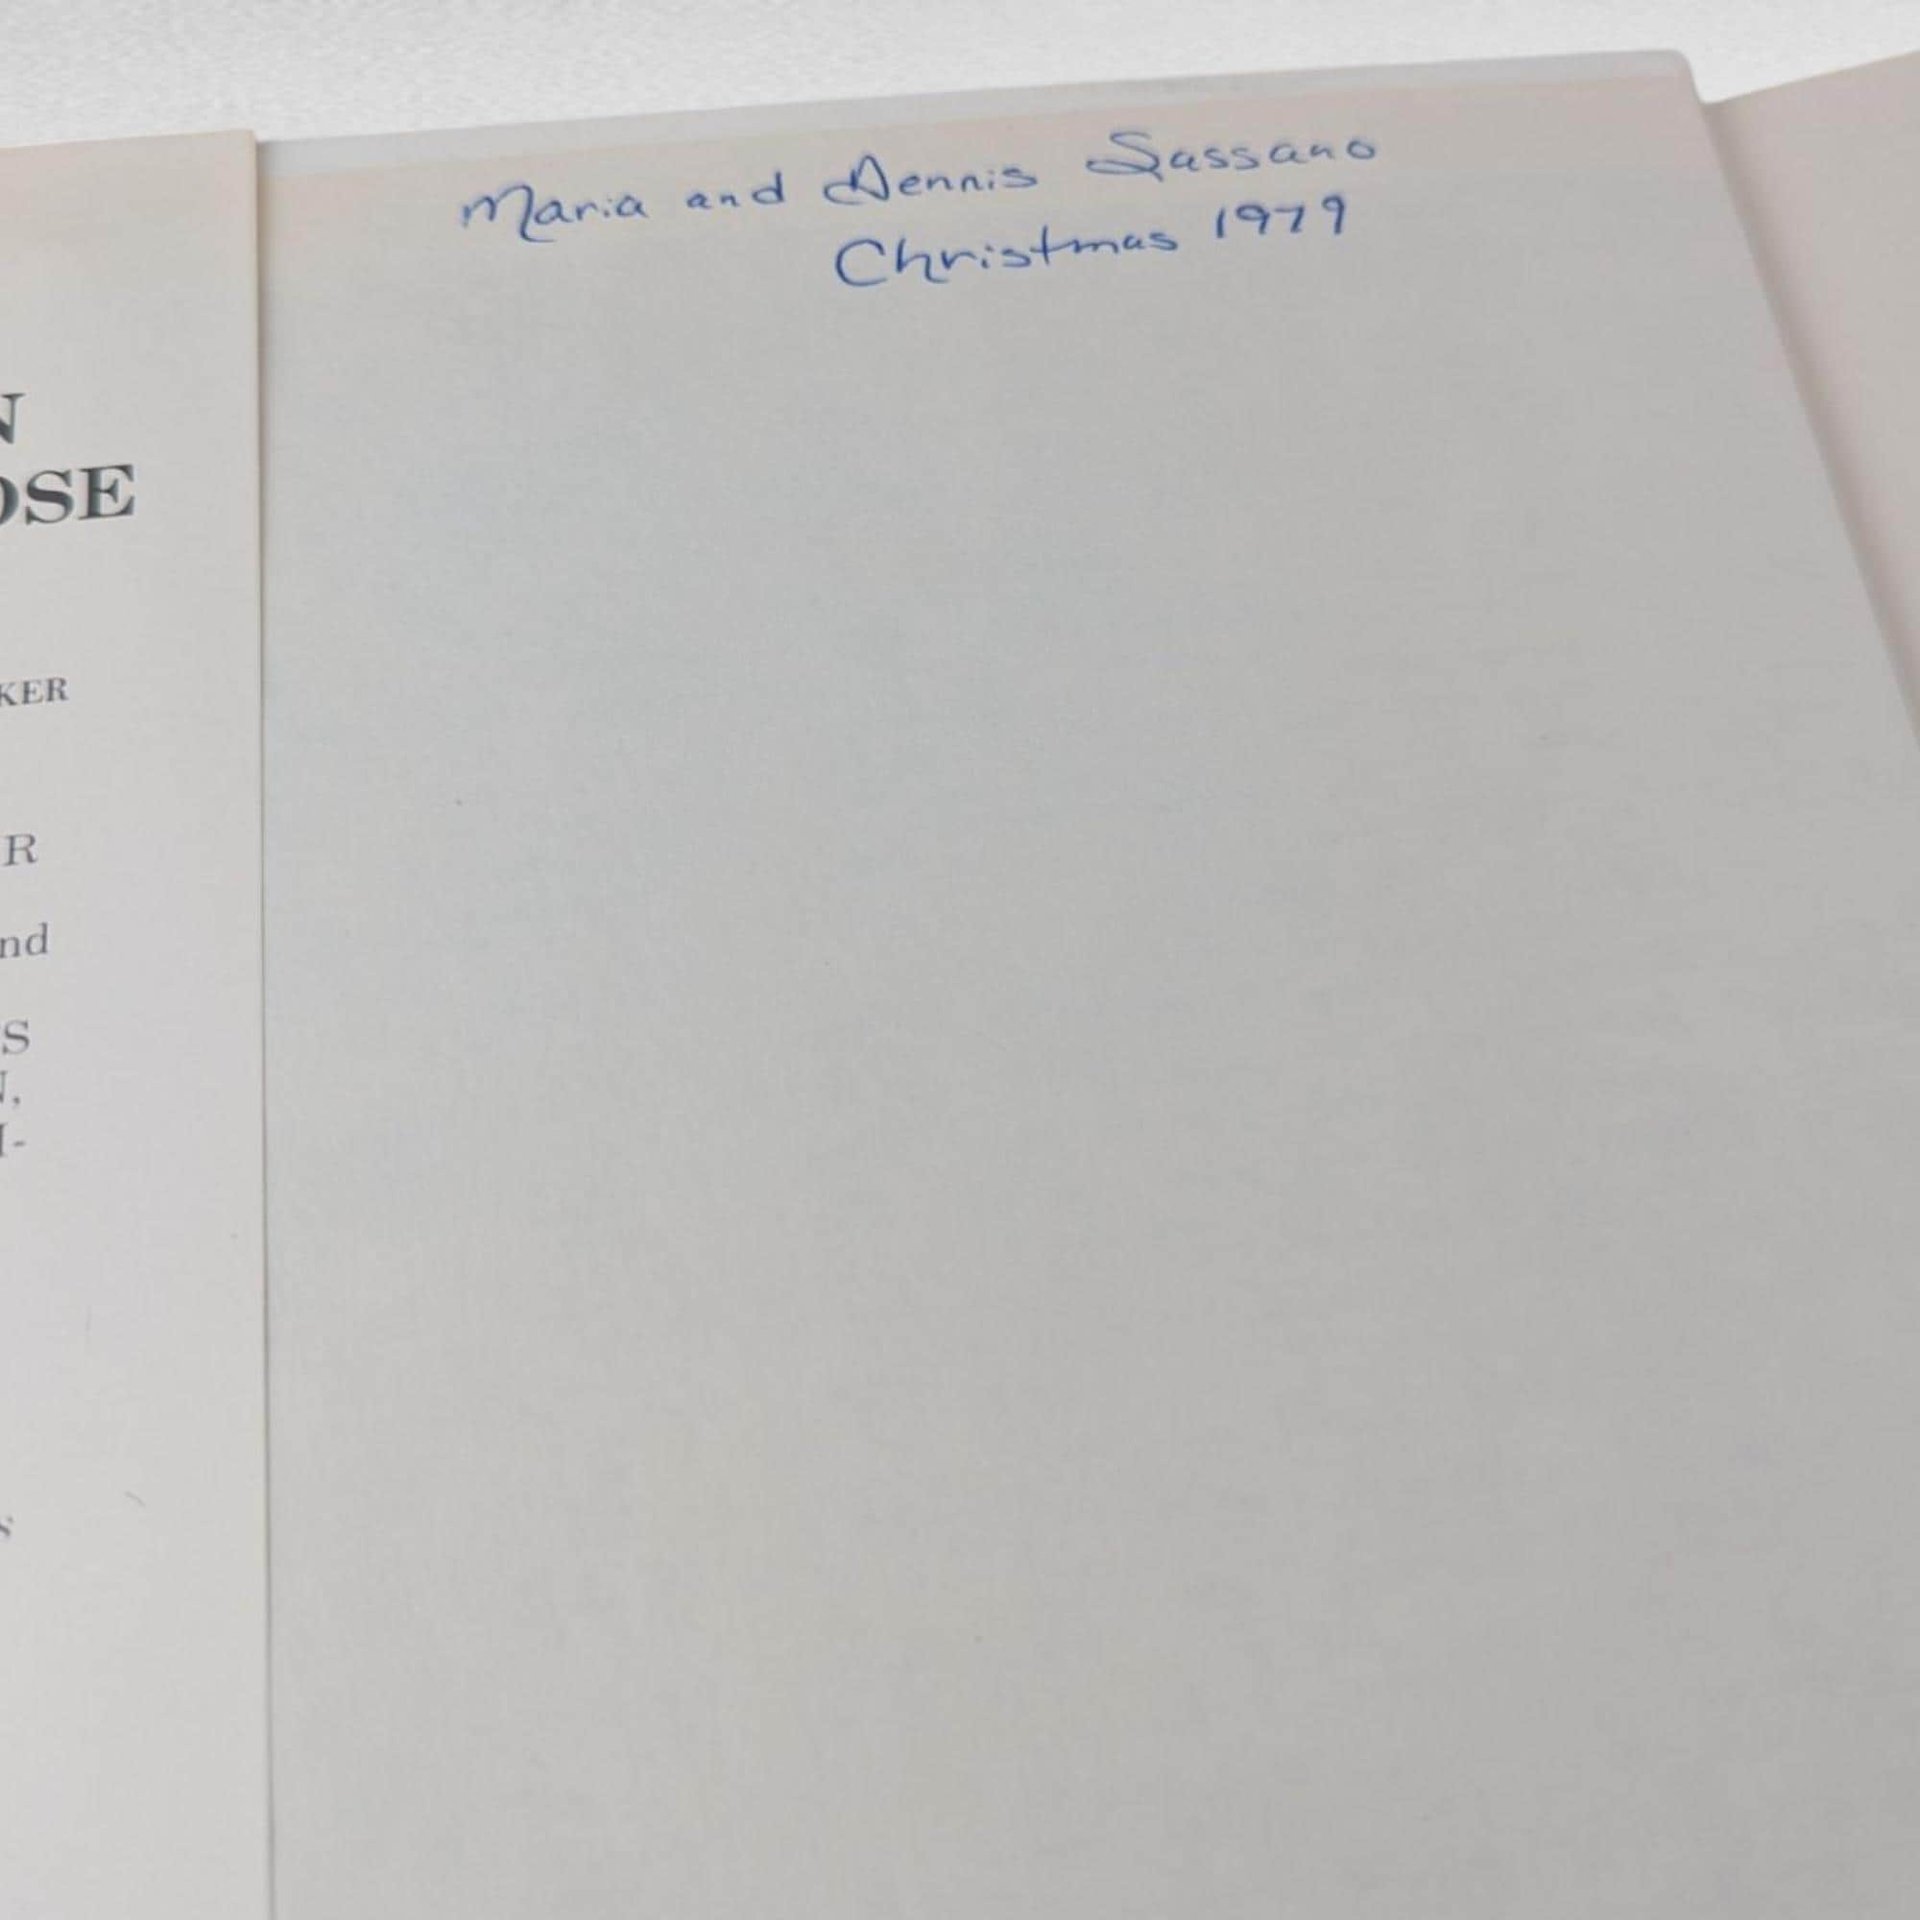 Maria and Dennis Sassano
Christmas 1979
N
OSE
KER
R
nd
S
N,
I-
s